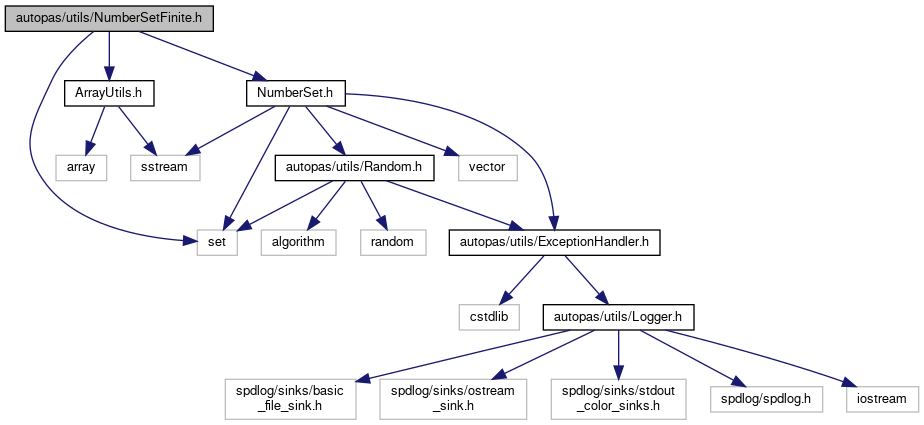 autopas/utils/NumberSetFinite.h
ArrayUtils.h
NumberSet.h
array
sstream
autopas/utils/Random.h
vector
set
algorithm
random
autopas/utils/ExceptionHandler.h
cstdlib
autopas/utils/Logger.h
spdlog/sinks/basic
_file_sink.h
spdlog/sinks/ostream
_sink.h
spdlog/sinks/stdout
_color_sinks.h
spdlog/spdlog.h
iostream